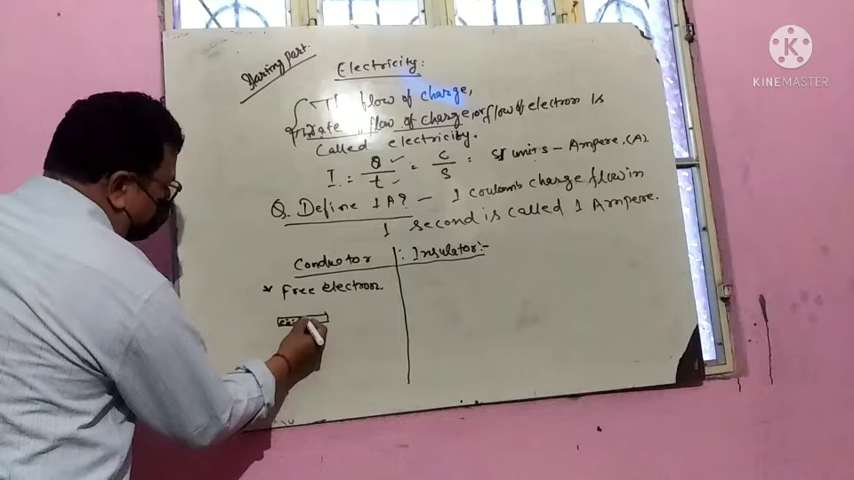 Starting part.
Electricity:
The flow of charge,
The rate flow of charge, or flow of electron is
called electricity.
I = Q/t = C/S = SI units - Ampere. (A).
Q. Define 1 A? - 1 Coulomb charge flow in
1 second is called 1 Ampere.
Conductor : Insulator:-
* Free electron.
K
KINEMASTER